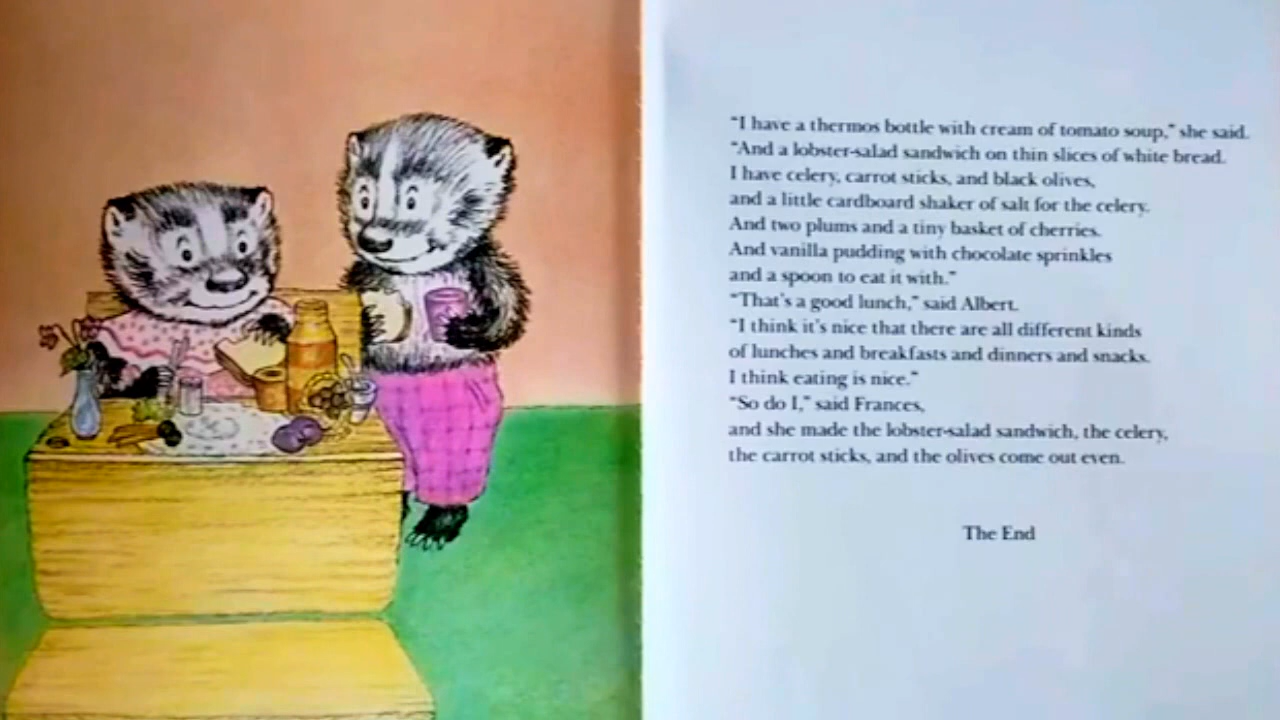 “I have a thermos bottle with cream of tomato soup,” she said.
“And a lobster-salad sandwich on thin slices of white bread.
I have celery, carrot sticks, and black olives,
and a little cardboard shaker of salt for the celery.
And two plums and a tiny basket of cherries.
And vanilla pudding with chocolate sprinkles
and a spoon to eat it with.”
“That’s a good lunch,” said Albert.
“I think it’s nice that there are all different kinds
of lunches and breakfasts and dinners and snacks.
I think eating is nice.”
“So do I,” said Frances,
and she made the lobster-salad sandwich, the celery,
the carrot sticks, and the olives come out even.
The End